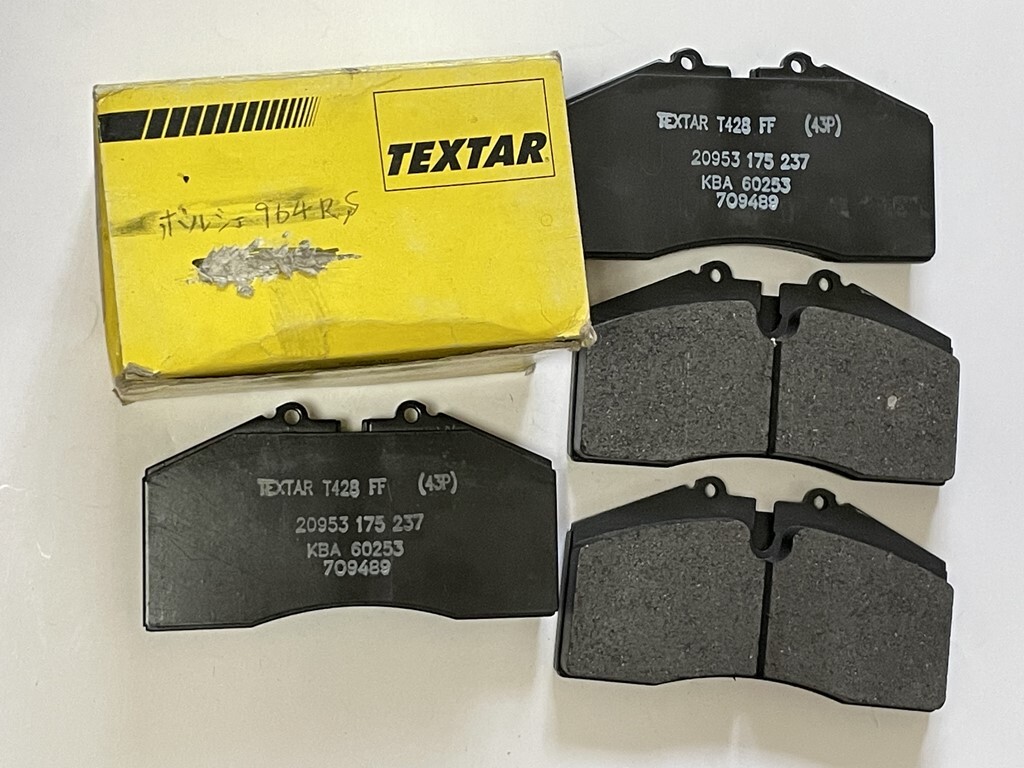 TEXTAR
ポルシェ964RS
TEXTAR T428 FF (43P)
20953 175 237
KBA 60253
709489
TEXTAR T428 FF (43P)
20953 175 237
KBA 60253
709489